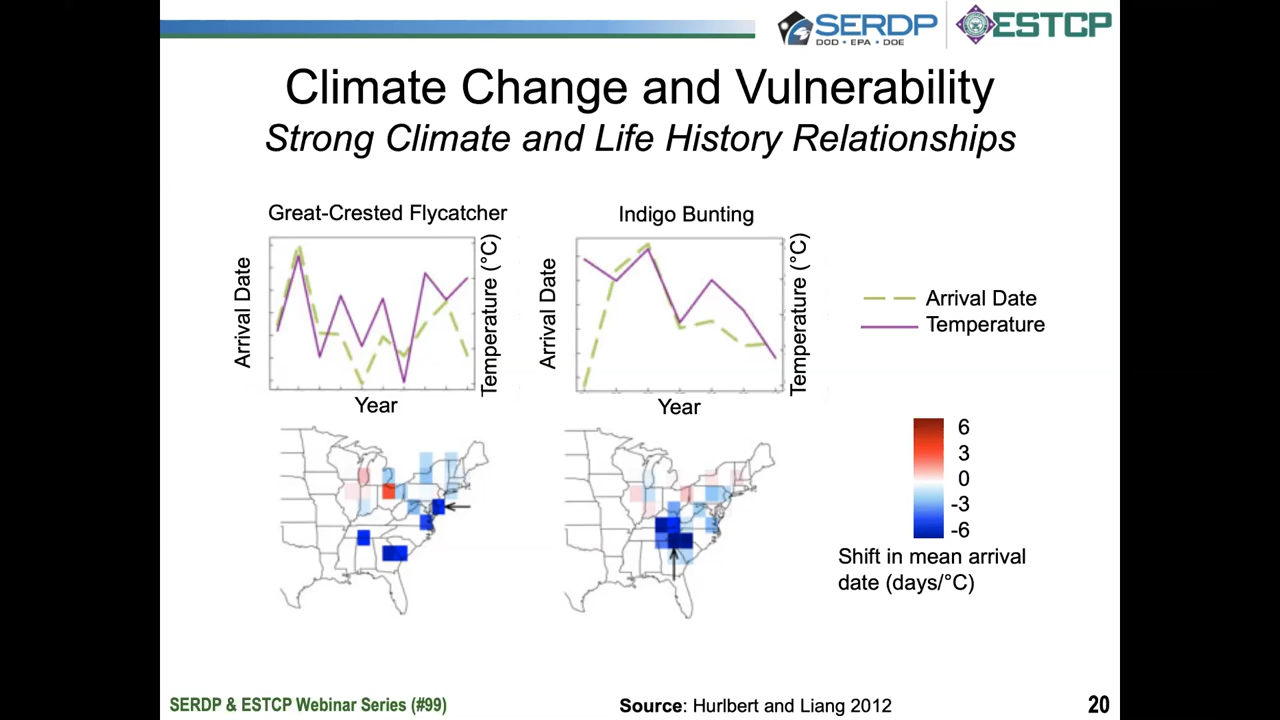 SERDP
DOD • EPA • DOE
ESTCP
Climate Change and Vulnerability
Strong Climate and Life History Relationships
Great-Crested Flycatcher
Indigo Bunting
Arrival Date
Temperature (°C)
Year
Arrival Date
Temperature (°C)
Year
Arrival Date
Temperature
6
3
0
-3
-6
Shift in mean arrival
date (days/°C)
SERDP & ESTCP Webinar Series (#99)
Source: Hurlbert and Liang 2012
20